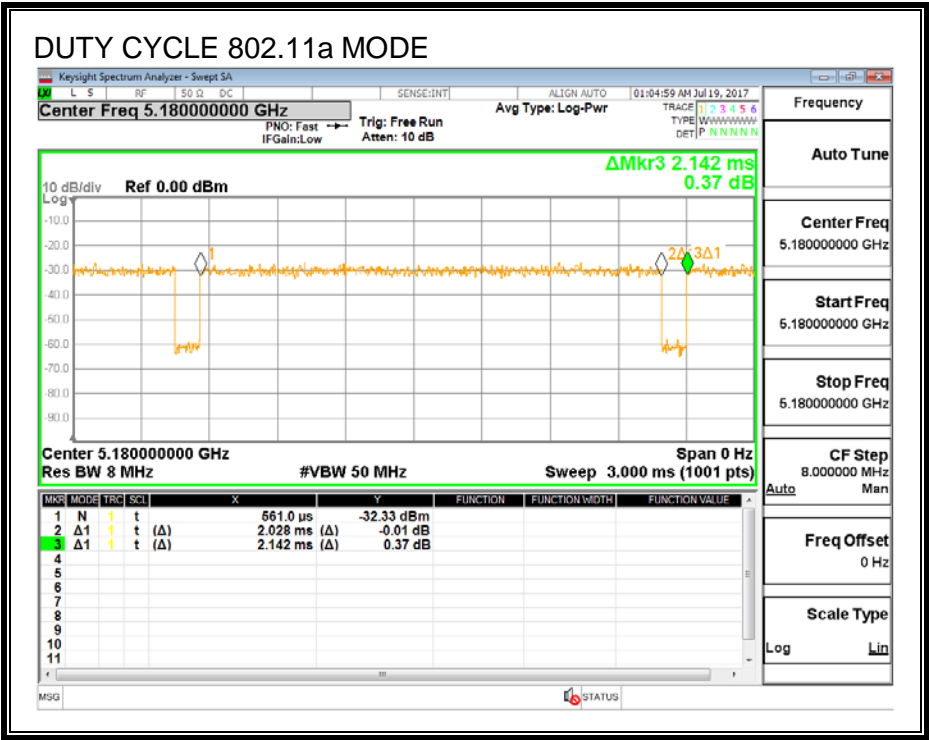 DUTY CYCLE 802.11a MODE
Keysight Spectrum Analyzer - Swept SA
LXI L S RF 50 Ω DC SENSE:INT ALIGN AUTO 01:04:59 AM Jul 19, 2017
Center Freq 5.180000000 GHz Avg Type: Log-Pwr TRACE 1 2 3 4 5 6
PNO: Fast Trig: Free Run TYPE WWWWWW
IFGain:Low Atten: 10 dB DET P N N N N N
ΔMkr3 2.142 ms
10 dB/div Ref 0.00 dBm 0.37 dB
Log
-10.0
-20.0
1 2Δ1 3Δ1
-30.0
-40.0
-50.0
-60.0
-70.0
-80.0
-90.0
Center 5.180000000 GHz Span 0 Hz
Res BW 8 MHz #VBW 50 MHz Sweep 3.000 ms (1001 pts)
MKR MODE TRC SCL X Y FUNCTION FUNCTION WIDTH FUNCTION VALUE
1 N 1 t 561.0 µs -32.33 dBm
2 Δ1 1 t (Δ) 2.028 ms (Δ) -0.01 dB
3 Δ1 1 t (Δ) 2.142 ms (Δ) 0.37 dB
4
5
6
7
8
9
10
11
MSG STATUS
Frequency
Auto Tune
Center Freq
5.180000000 GHz
Start Freq
5.180000000 GHz
Stop Freq
5.180000000 GHz
CF Step
8.000000 MHz
Auto Man
Freq Offset
0 Hz
Scale Type
Log Lin